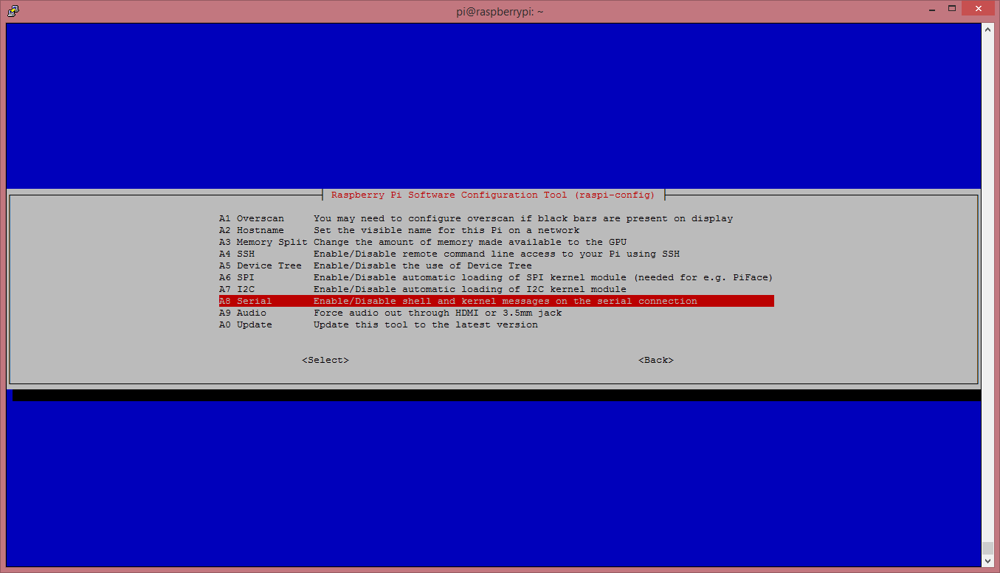 pi@raspberrypi: ~
Raspberry Pi Software Configuration Tool (raspi-config)
A1 Overscan You may need to configure overscan if black bars are present on display
A2 Hostname Set the visible name for this Pi on a network
A3 Memory Split Change the amount of memory made available to the GPU
A4 SSH Enable/Disable remote command line access to your Pi using SSH
A5 Device Tree Enable/Disable the use of Device Tree
A6 SPI Enable/Disable automatic loading of SPI kernel module (needed for e.g. PiFace)
A7 I2C Enable/Disable automatic loading of I2C kernel module
A8 Serial Enable/Disable shell and kernel messages on the serial connection
A9 Audio Force audio out through HDMI or 3.5mm jack
A0 Update Update this tool to the latest version
<Select> <Back>